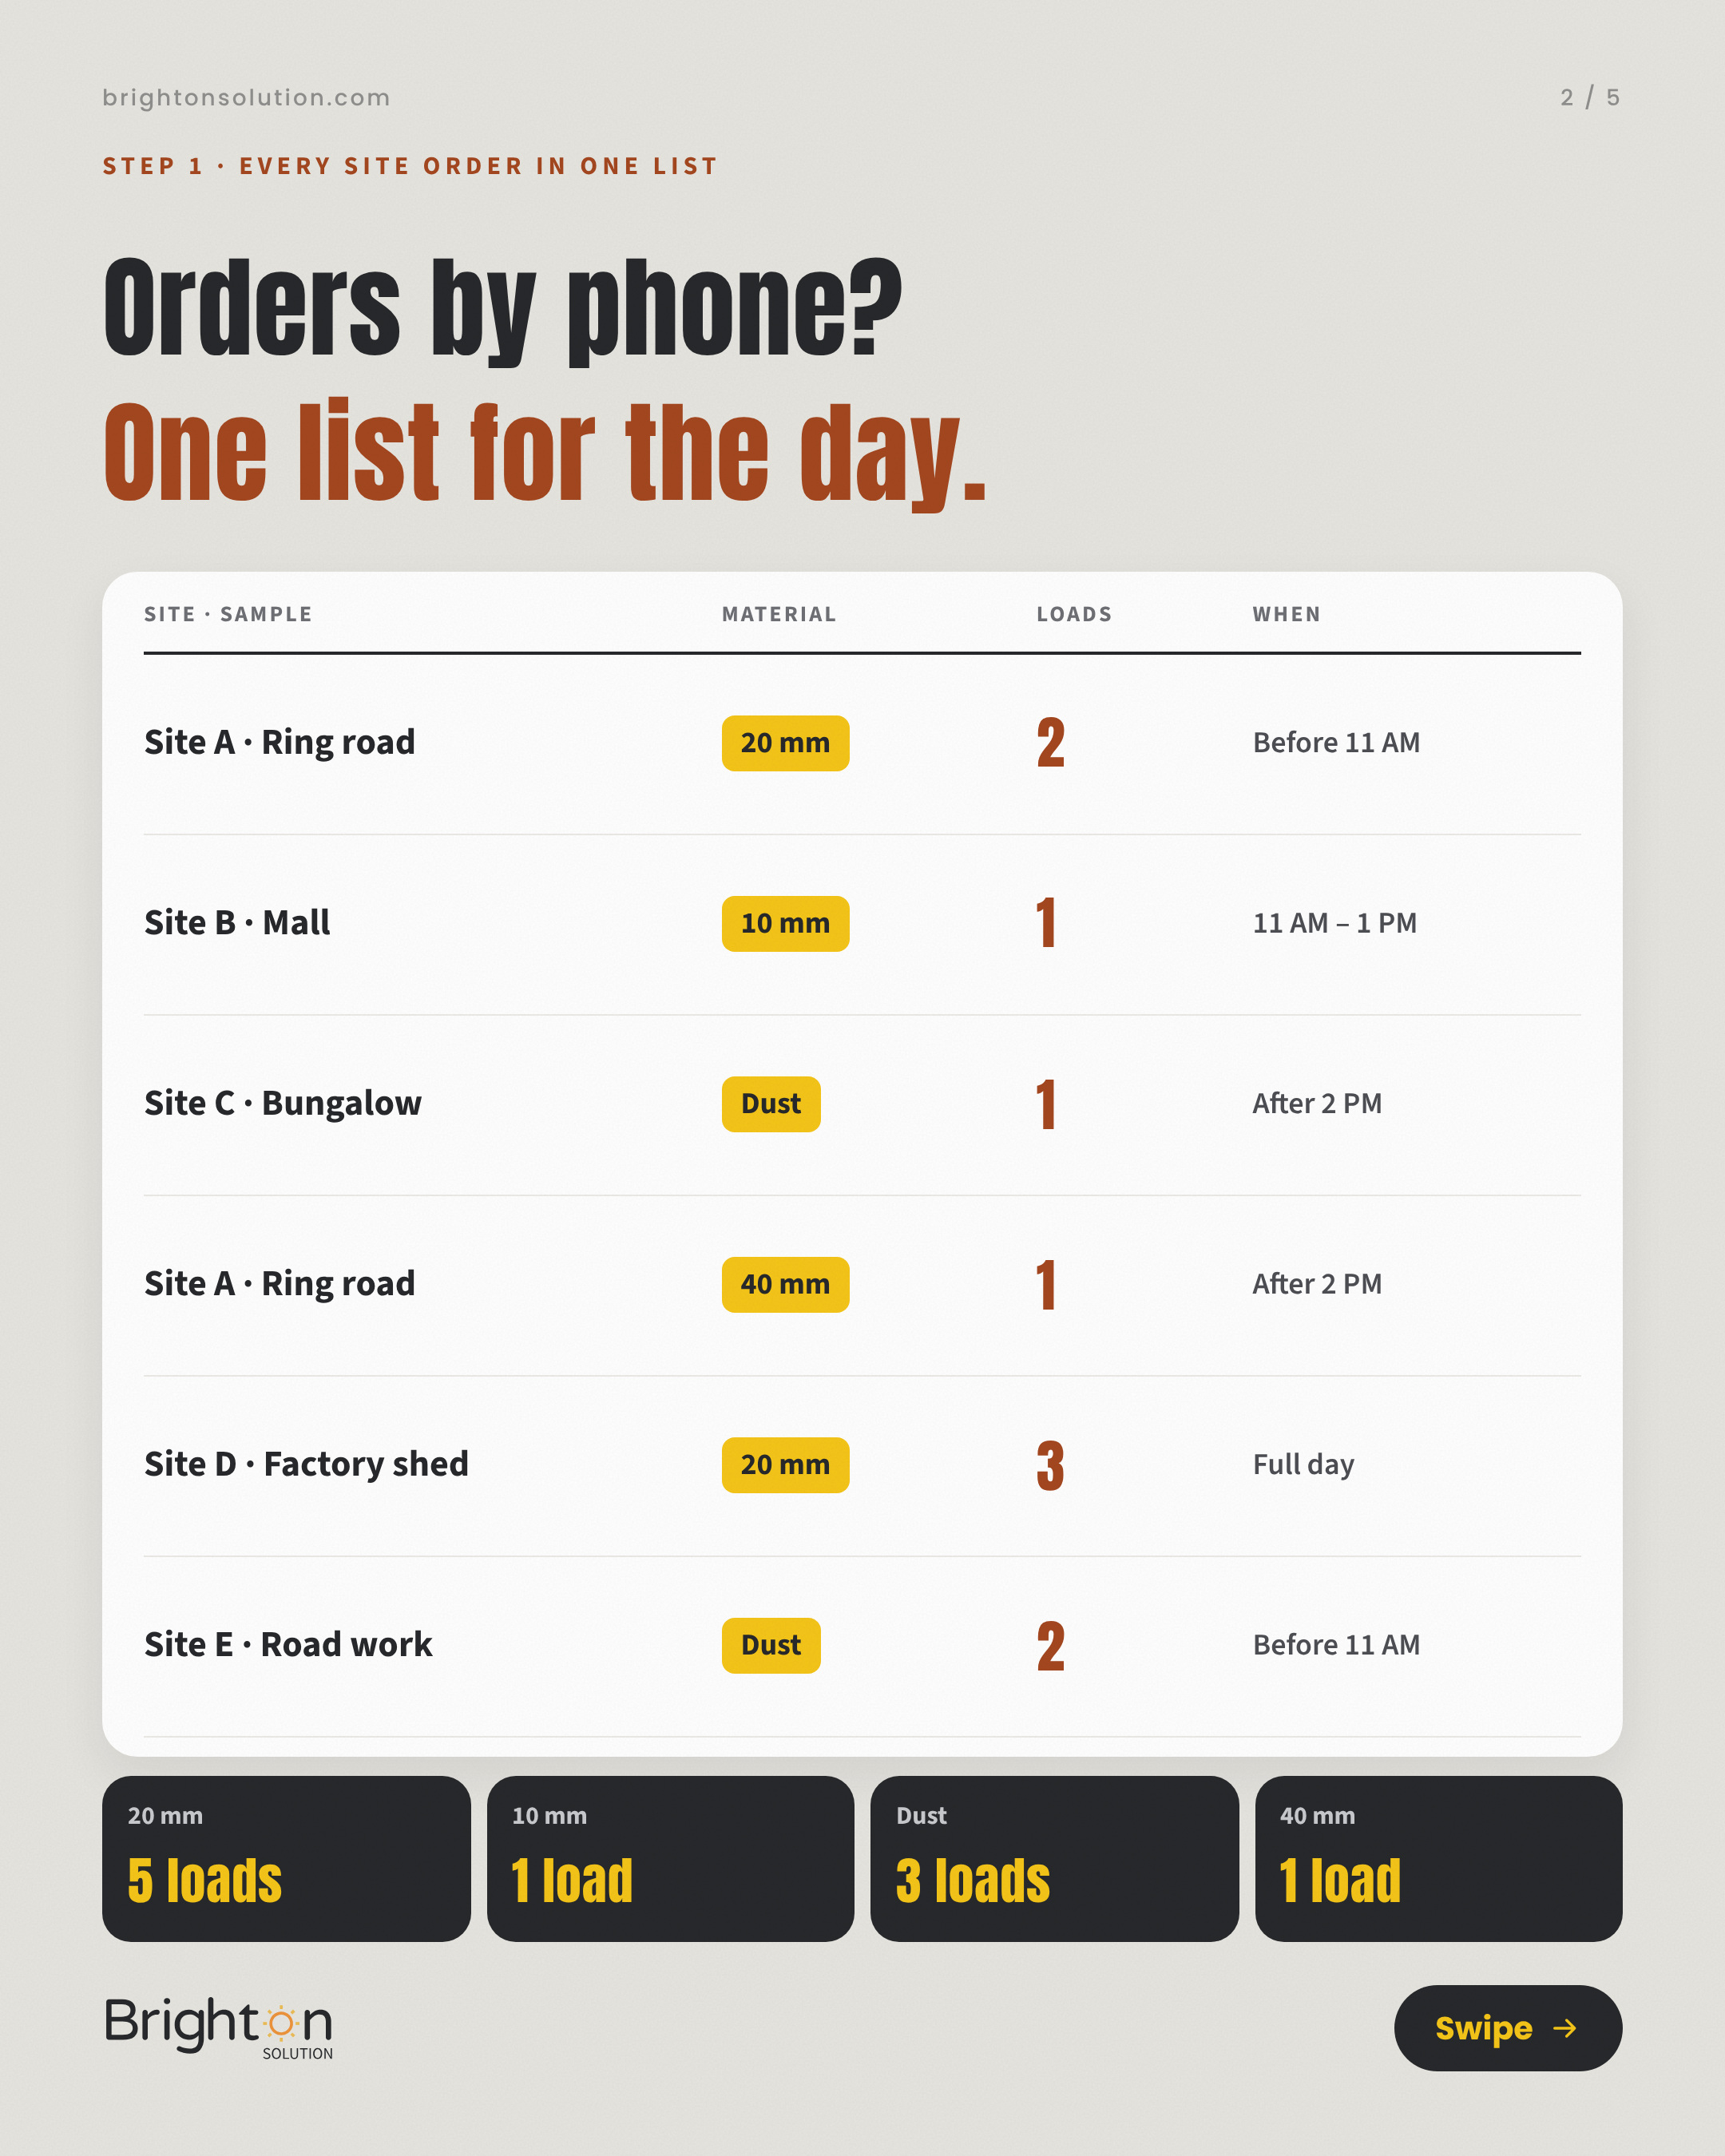 brightonsolution.com
2 / 5
STEP 1 · EVERY SITE ORDER IN ONE LIST
Orders by phone?
One list for the day.
SITE · SAMPLE MATERIAL LOADS WHEN
Site A · Ring road 20 mm 2 Before 11 AM
Site B · Mall 10 mm 1 11 AM – 1 PM
Site C · Bungalow Dust 1 After 2 PM
Site A · Ring road 40 mm 1 After 2 PM
Site D · Factory shed 20 mm 3 Full day
Site E · Road work Dust 2 Before 11 AM
20 mm 10 mm Dust 40 mm
5 loads 1 load 3 loads 1 load
Brighton
SOLUTION
Swipe →